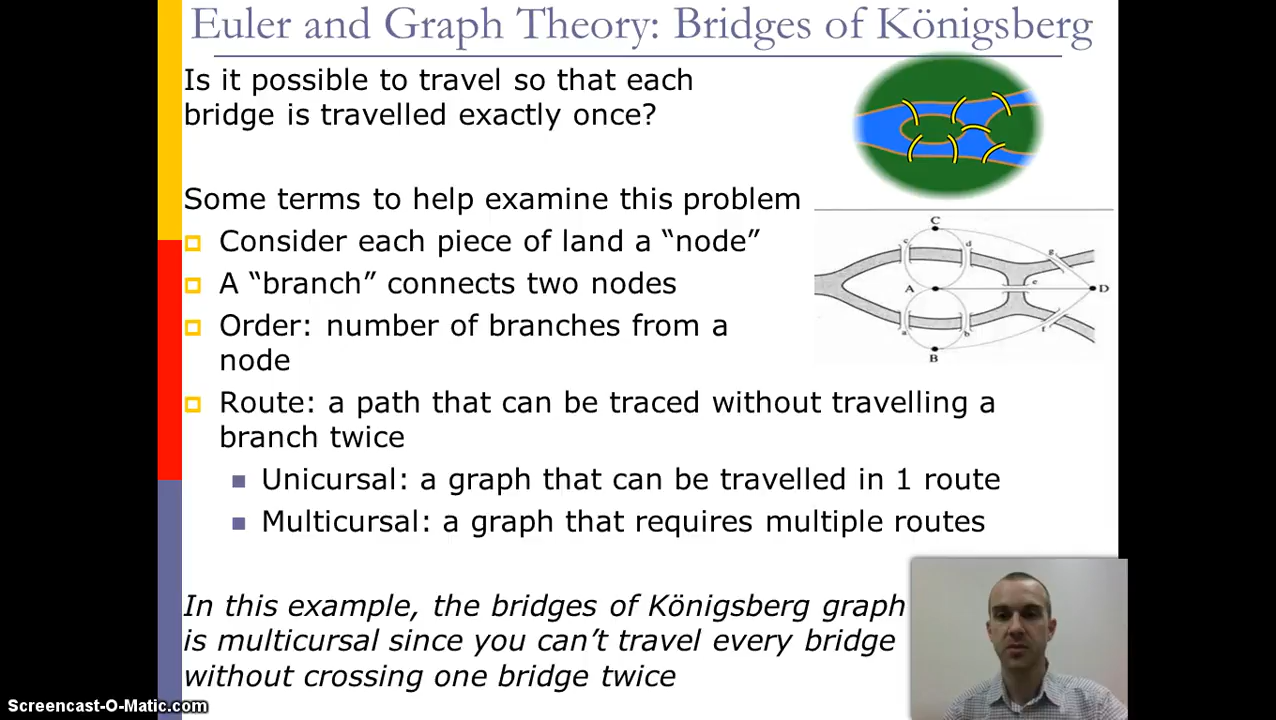 Euler and Graph Theory: Bridges of Königsberg
Is it possible to travel so that each
bridge is travelled exactly once?
Some terms to help examine this problem
Consider each piece of land a “node”
A “branch” connects two nodes
Order: number of branches from a
node
Route: a path that can be traced without travelling a
branch twice
Unicursal: a graph that can be travelled in 1 route
Multicursal: a graph that requires multiple routes
In this example, the bridges of Königsberg graph
is multicursal since you can’t travel every bridge
without crossing one bridge twice
C
c d g
A e D
a b f
B
Screencast-O-Matic.com